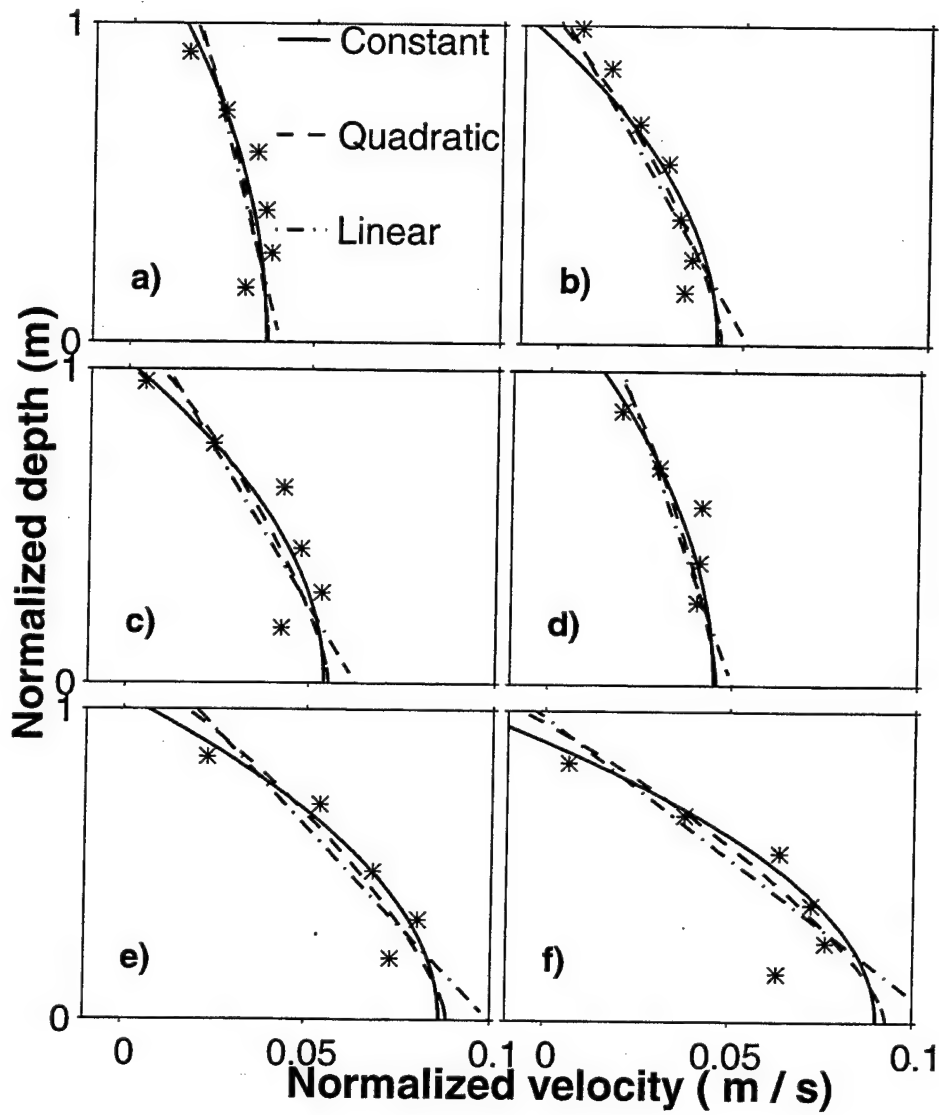 1
Constant
Quadratic
Linear
a)
b)
0
1
c)
d)
0
1
e)
f)
0
0 0.05 0.1 0 0.05 0.1
Normalized depth (m)
Normalized velocity ( m / s)